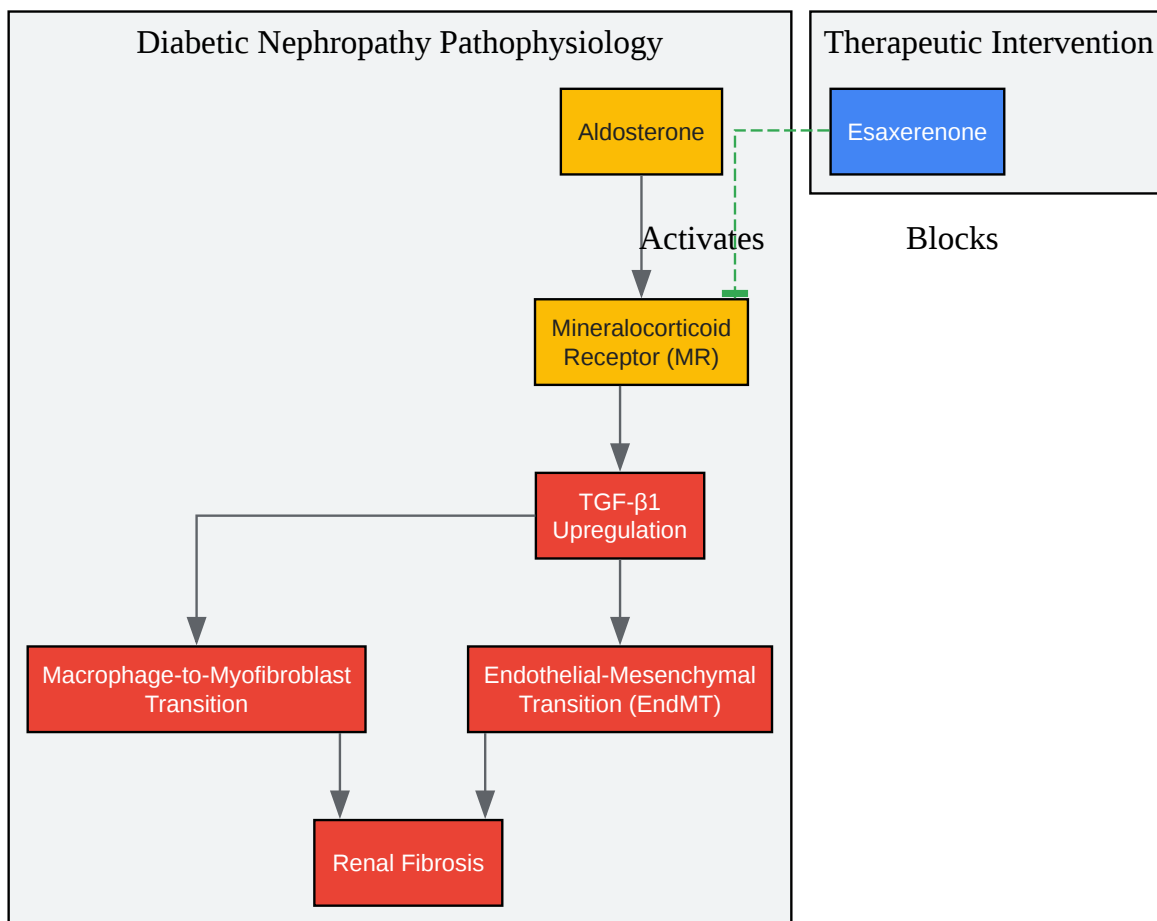 Diabetic Nephropathy Pathophysiology
Therapeutic Intervention
Aldosterone
Esaxerenone
Activates
Blocks
Mineralocorticoid
Receptor (MR)
TGF-β1
Upregulation
Macrophage-to-Myofibroblast
Transition
Endothelial-Mesenchymal
Transition (EndMT)
Renal Fibrosis